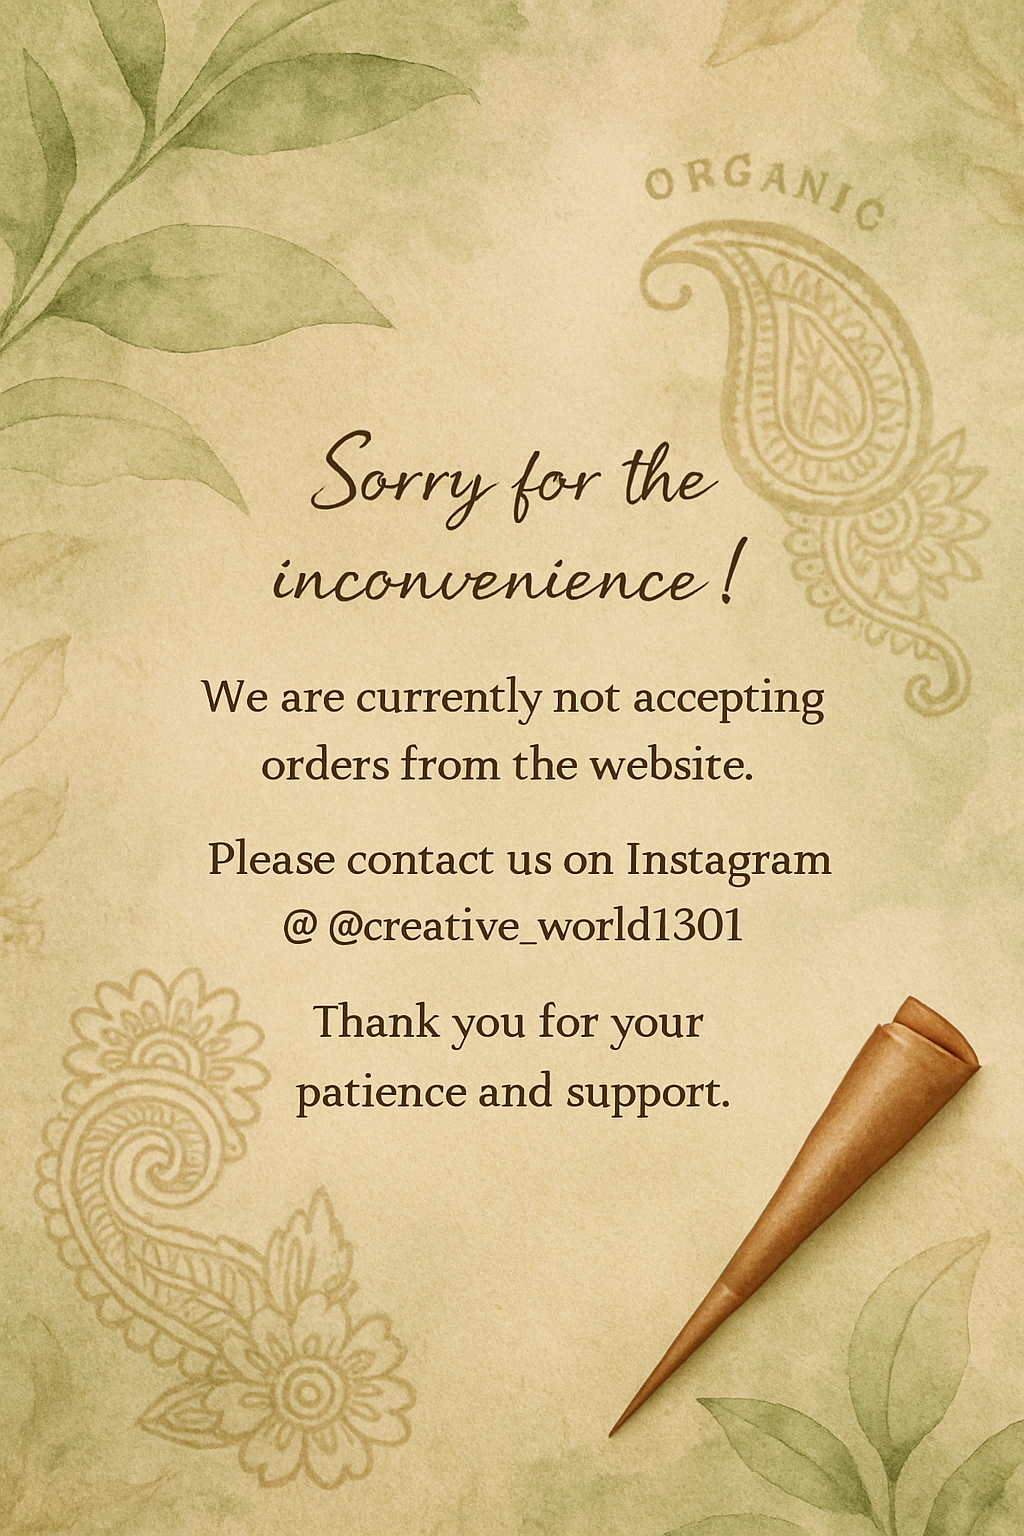 ORGANIC
Sorry for the
inconvenience !
We are currently not accepting
orders from the website.
Please contact us on Instagram
@ @creative_world1301
Thank you for your
patience and support.